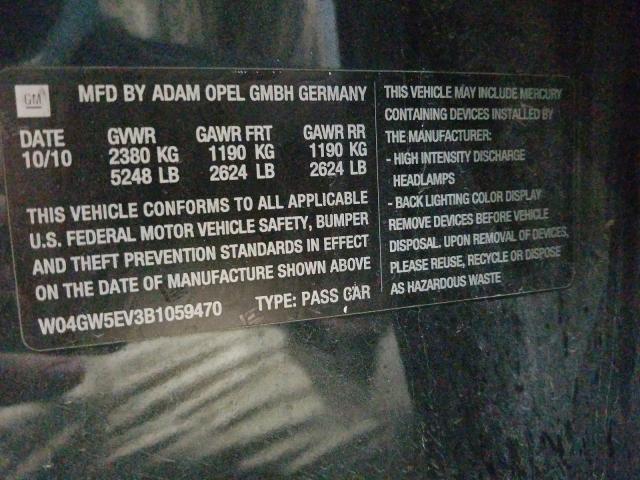 GM
MFD BY ADAM OPEL GMBH GERMANY
DATE GVWR GAWR FRT GAWR RR
10/10 2380 KG 1190 KG 1190 KG
5248 LB 2624 LB 2624 LB
THIS VEHICLE CONFORMS TO ALL APPLICABLE
U.S. FEDERAL MOTOR VEHICLE SAFETY, BUMPER
AND THEFT PREVENTION STANDARDS IN EFFECT
ON THE DATE OF MANUFACTURE SHOWN ABOVE
W04GW5EV3B1059470 TYPE: PASS CAR
THIS VEHICLE MAY INCLUDE MERCURY
CONTAINING DEVICES INSTALLED BY
THE MANUFACTURER:
- HIGH INTENSITY DISCHARGE
HEADLAMPS
- BACK LIGHTING COLOR DISPLAY
REMOVE DEVICES BEFORE VEHICLE
DISPOSAL. UPON REMOVAL OF DEVICES,
PLEASE REUSE, RECYCLE OR DISPOSE
AS HAZARDOUS WASTE